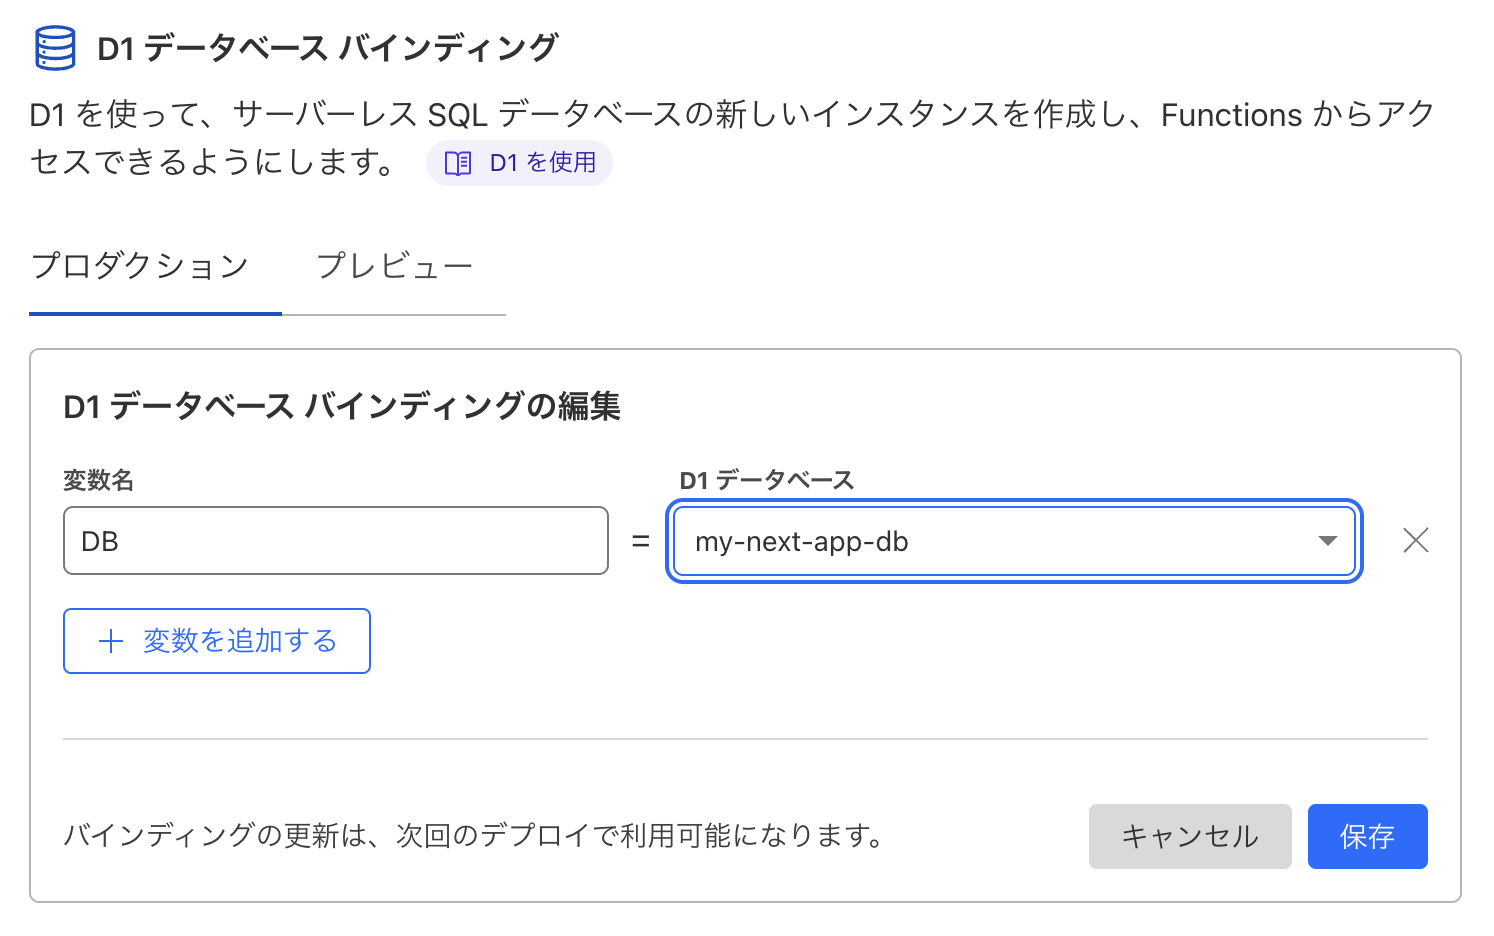 D1 データベース バインディング
D1 を使って、サーバーレス SQL データベースの新しいインスタンスを作成し、Functions からアク
セスできるようにします。 D1 を使用
プロダクション プレビュー
D1 データベース バインディングの編集
変数名 D1 データベース
DB = my-next-app-db
+ 変数を追加する
バインディングの更新は、次回のデプロイで利用可能になります。 キャンセル 保存